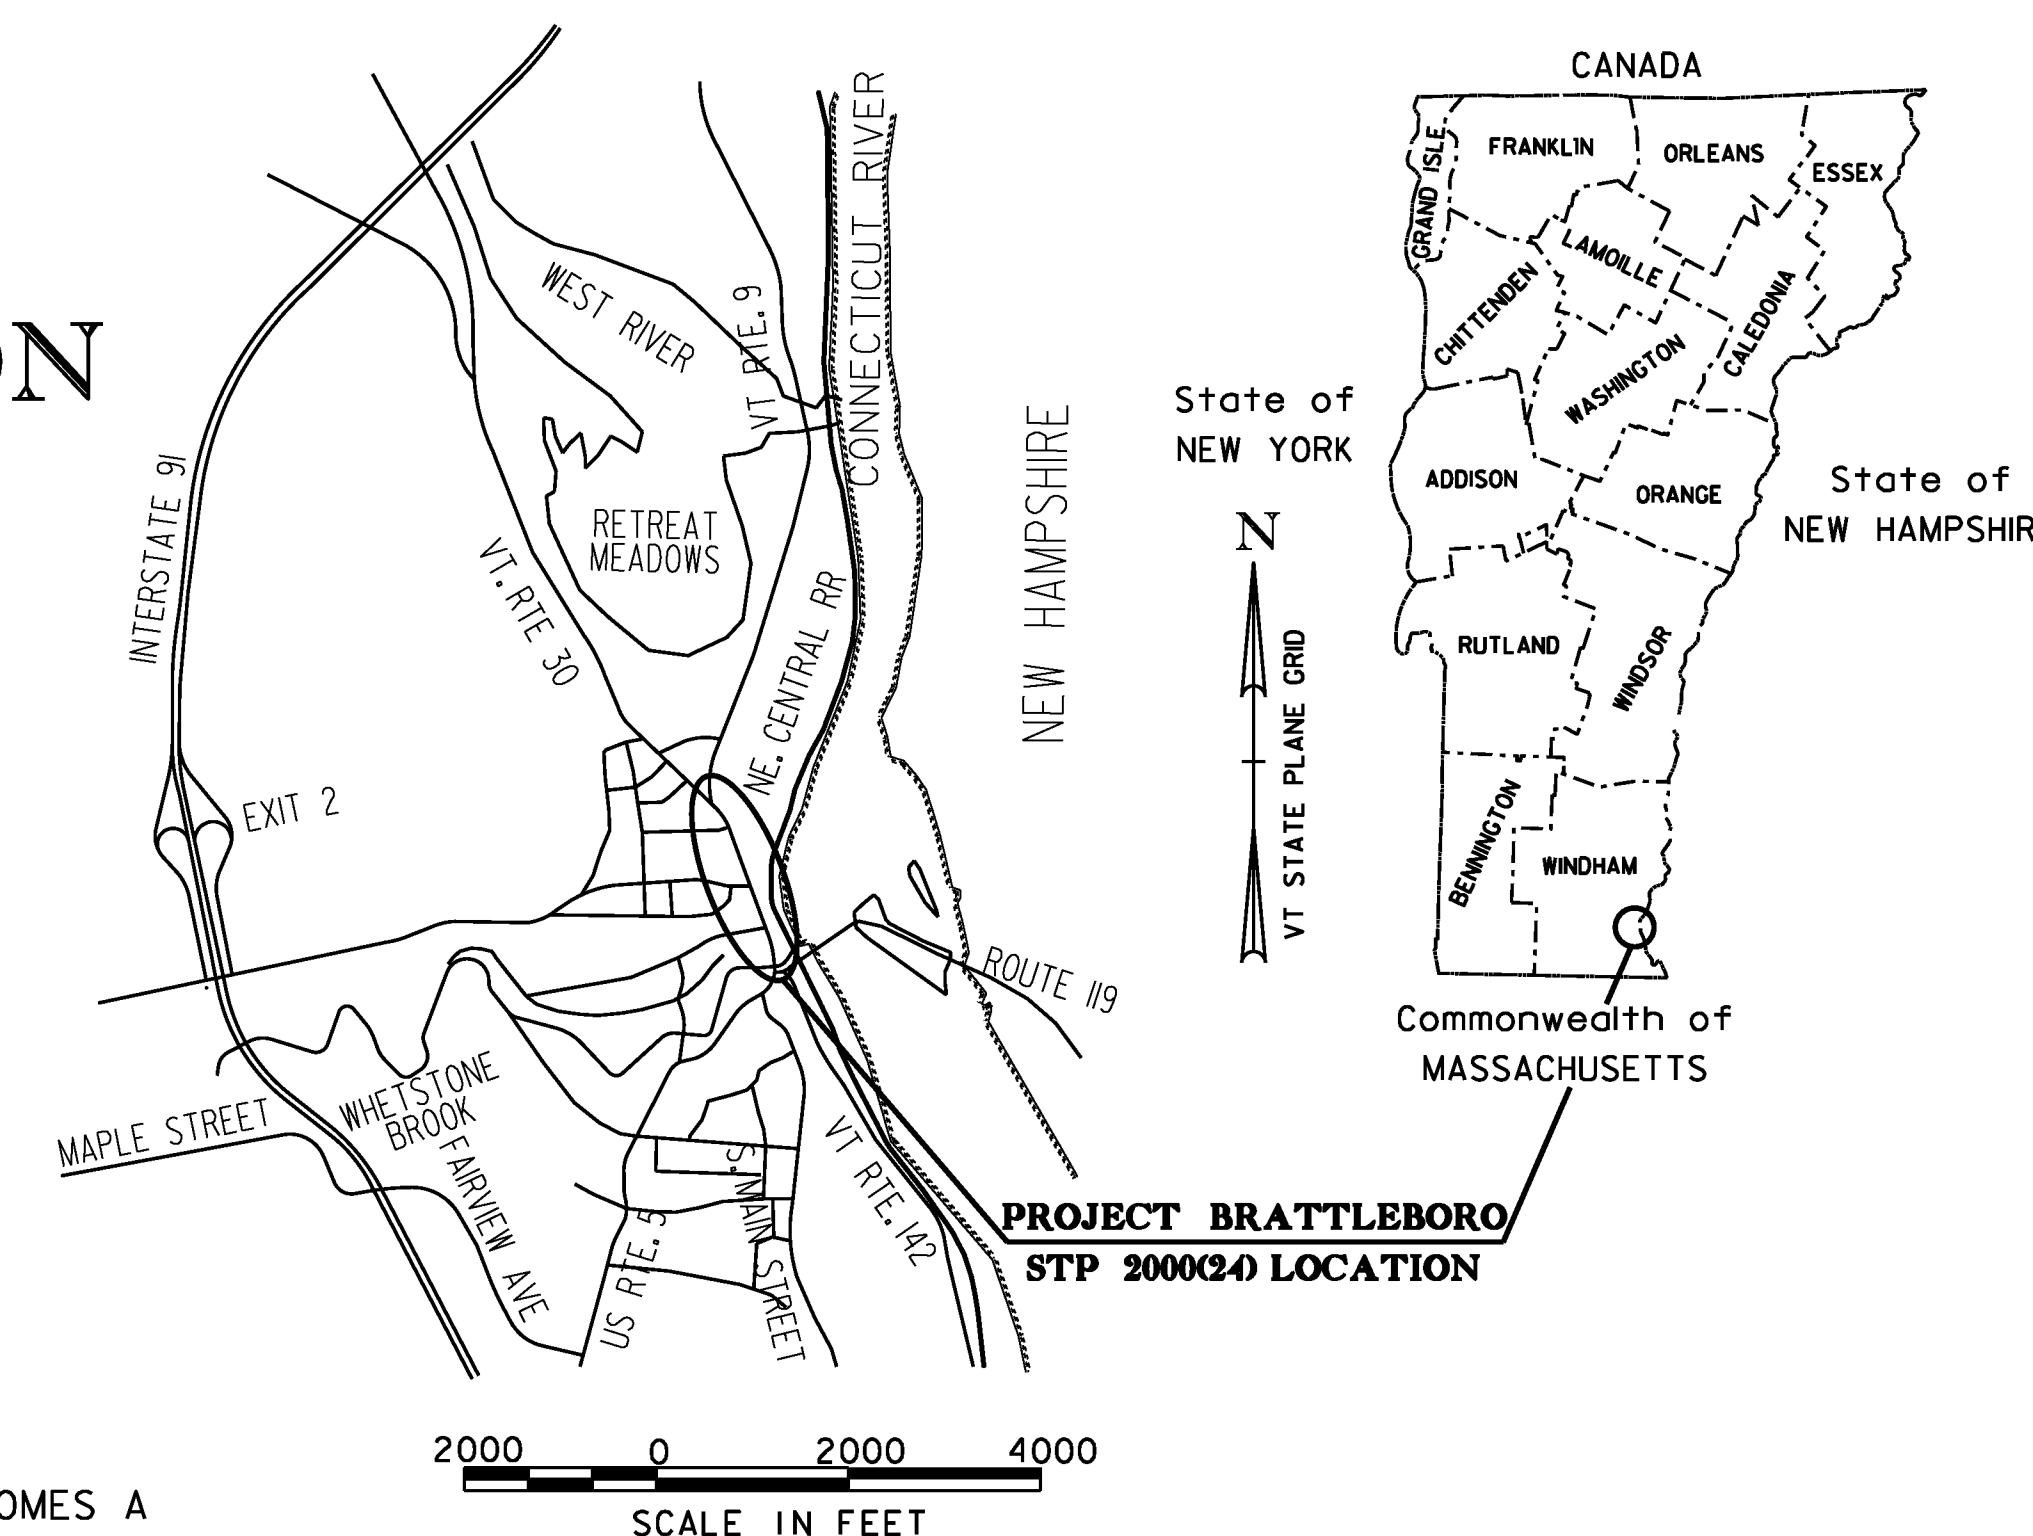 CANADA
FRANKLIN
ORLEANS
ESSEX
GRAND ISLE
LAMOILLE
CHITTENDEN
CALEDONIA
WASHINGTON
State of
NEW YORK
ADDISON
ORANGE
State of
NEW HAMPSHIR
RUTLAND
WINDSOR
BENNINGTON
WINDHAM
Commonwealth of
MASSACHUSETTS
N
VT STATE PLANE GRID
CONNECTICUT RIVER
WEST RIVER
VT RTE. 9
NEW HAMPSHIRE
INTERSTATE 91
RETREAT
MEADOWS
VT. RTE 30
NE. CENTRAL RR
EXIT 2
ROUTE 119
WHETSTONE
BROOK
MAPLE STREET
FAIRVIEW AVE
US RTE. 5
S. MAIN STREET
VT RTE. 142
PROJECT BRATTLEBORO
STP 2000(24) LOCATION
2000 0 2000 4000
SCALE IN FEET
N
OMES A